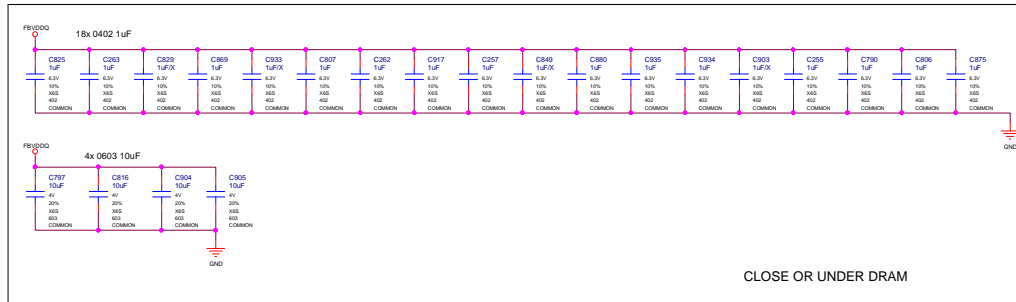 FBVDDQ
18x 0402 1uF
C825 C263 C829 C869 C933 C807 C262 C917 C257 C849 C880 C935 C934 C903 C255 C790 C806 C875
1uF 1uF 1uF/X 1uF 1uF/X 1uF 1uF 1uF 1uF 1uF/X 1uF 1uF 1uF 1uF/X 1uF 1uF 1uF 1uF
6.3V 6.3V 6.3V 6.3V 6.3V 6.3V 6.3V 6.3V 6.3V 6.3V 6.3V 6.3V 6.3V 6.3V 6.3V 6.3V 6.3V 6.3V
10% 10% 10% 10% 10% 10% 10% 10% 10% 10% 10% 10% 10% 10% 10% 10% 10% 10%
X6S X6S X6S X6S X6S X6S X6S X6S X6S X6S X6S X6S X6S X6S X6S X6S X6S X6S
402 402 402 402 402 402 402 402 402 402 402 402 402 402 402 402 402 402
COMMON COMMON COMMON COMMON COMMON COMMON COMMON COMMON COMMON COMMON COMMON COMMON COMMON COMMON COMMON COMMON COMMON COMMON
GND
FBVDDQ
4x 0603 10uF
C797 C816 C904 C905
10uF 10uF 10uF 10uF
4V 4V 4V 4V
20% 20% 20% 20%
X6S X6S X6S X6S
603 603 603 603
COMMON COMMON COMMON COMMON
GND
CLOSE OR UNDER DRAM